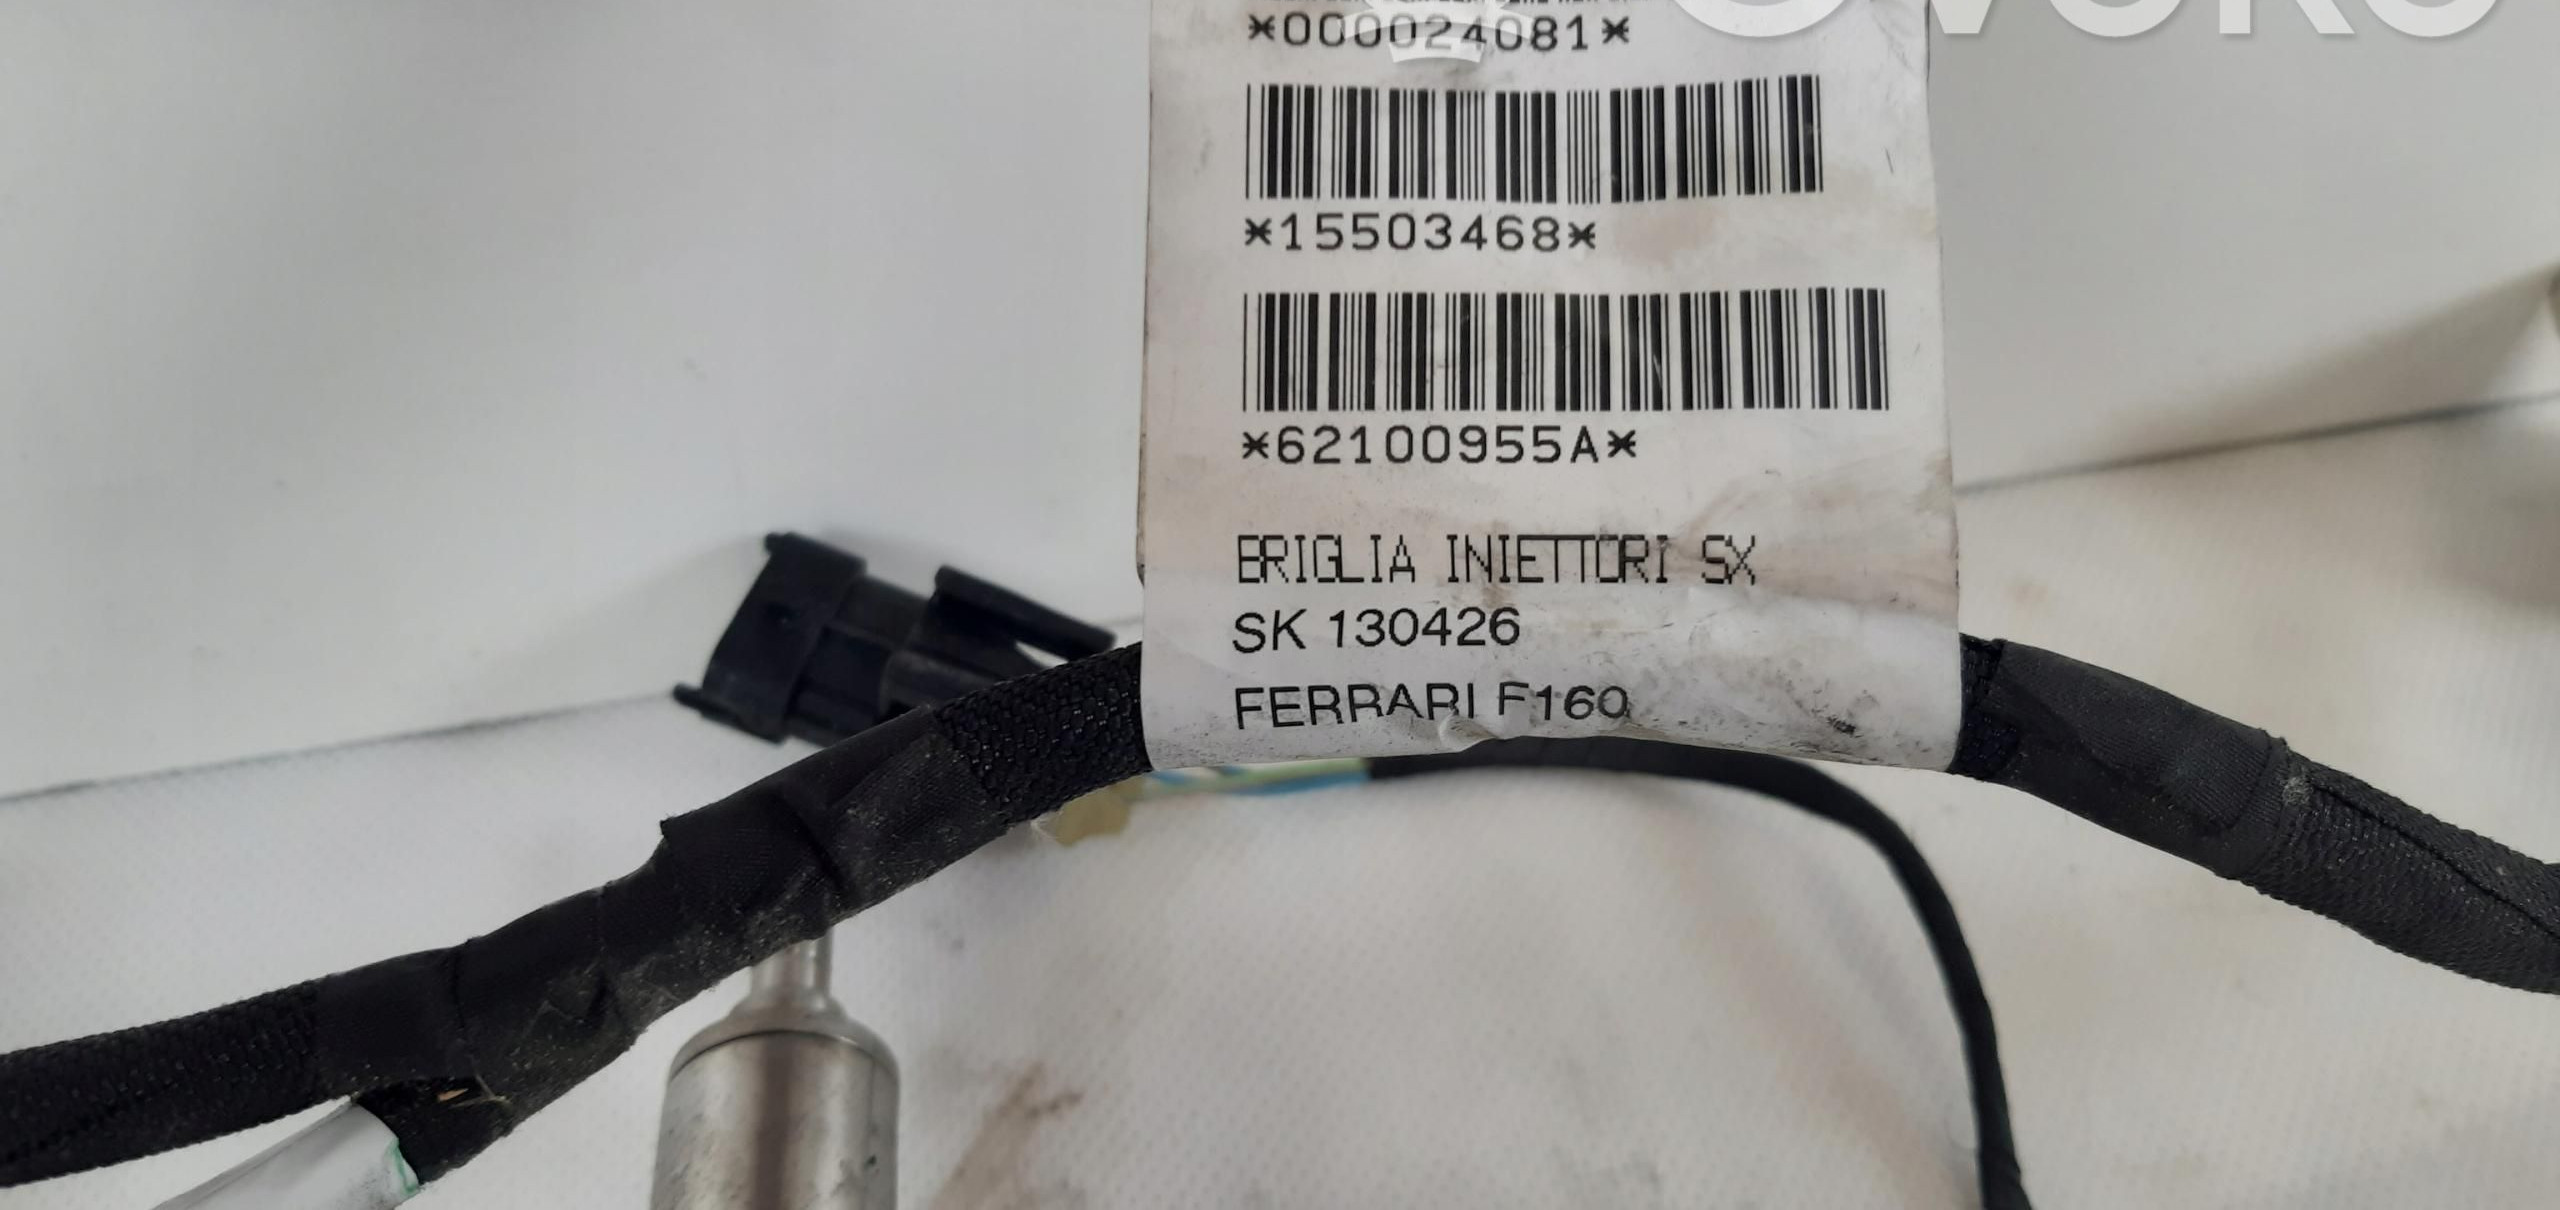 *000024081*
*15503468*
*62100955A*
BRIGLIA INIETTORI SX
SK 130426
FERRARI F160